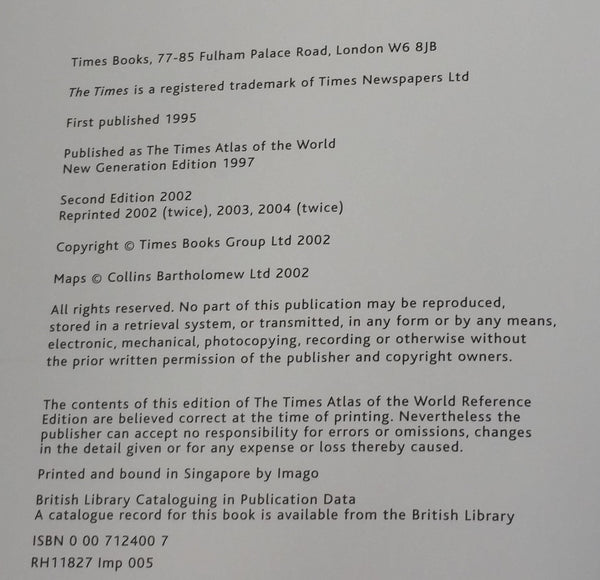 Times Books, 77-85 Fulham Palace Road, London W6 8JB
The Times is a registered trademark of Times Newspapers Ltd
First published 1995
Published as The Times Atlas of the World
New Generation Edition 1997
Second Edition 2002
Reprinted 2002 (twice), 2003, 2004 (twice)
Copyright © Times Books Group Ltd 2002
Maps © Collins Bartholomew Ltd 2002
All rights reserved. No part of this publication may be reproduced,
stored in a retrieval system, or transmitted, in any form or by any means,
electronic, mechanical, photocopying, recording or otherwise without
the prior written permission of the publisher and copyright owners.
The contents of this edition of The Times Atlas of the World Reference
Edition are believed correct at the time of printing. Nevertheless the
publisher can accept no responsibility for errors or omissions, changes
in the detail given or for any expense or loss thereby caused.
Printed and bound in Singapore by Imago
British Library Cataloguing in Publication Data
A catalogue record for this book is available from the British Library
ISBN 0 00 712400 7
RH11827 Imp 005